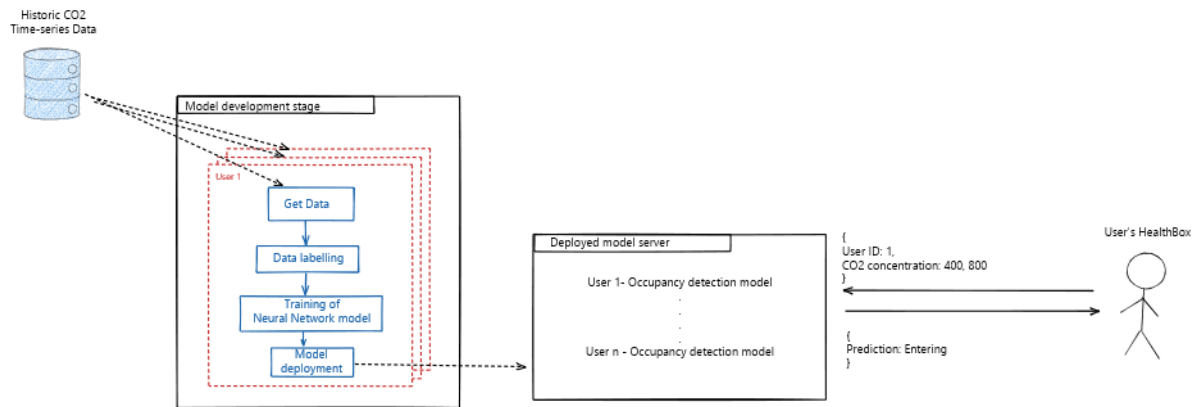 Historic CO2
Time-series Data
Model development stage
User 1
Get Data
Data labelling
Training of
Neural Network model
Model
deployment
Deployed model server
User 1- Occupancy detection model
.
.
.
.
User n - Occupancy detection model
{
User ID: 1,
CO2 concentration: 400, 800
}
{
Prediction: Entering
}
User's HealthBox